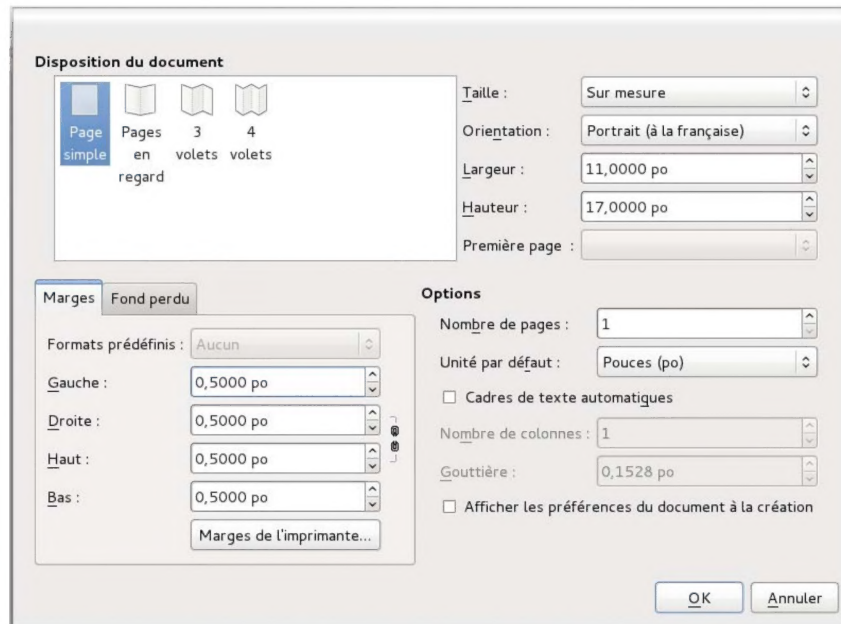 Disposition du document
Page simple
Pages en regard
3 volets
4 volets
Taille :
Sur mesure
Orientation :
Portrait (à la française)
Largeur :
11,0000 po
Hauteur :
17,0000 po
Première page :
Marges
Fond perdu
Formats prédéfinis :
Aucun
Gauche :
0,5000 po
Droite :
0,5000 po
Haut :
0,5000 po
Bas :
0,5000 po
Marges de l'imprimante...
Options
Nombre de pages :
1
Unité par défaut :
Pouces (po)
Cadres de texte automatiques
Nombre de colonnes :
1
Gouttière :
0,1528 po
Afficher les préférences du document à la création
OK
Annuler